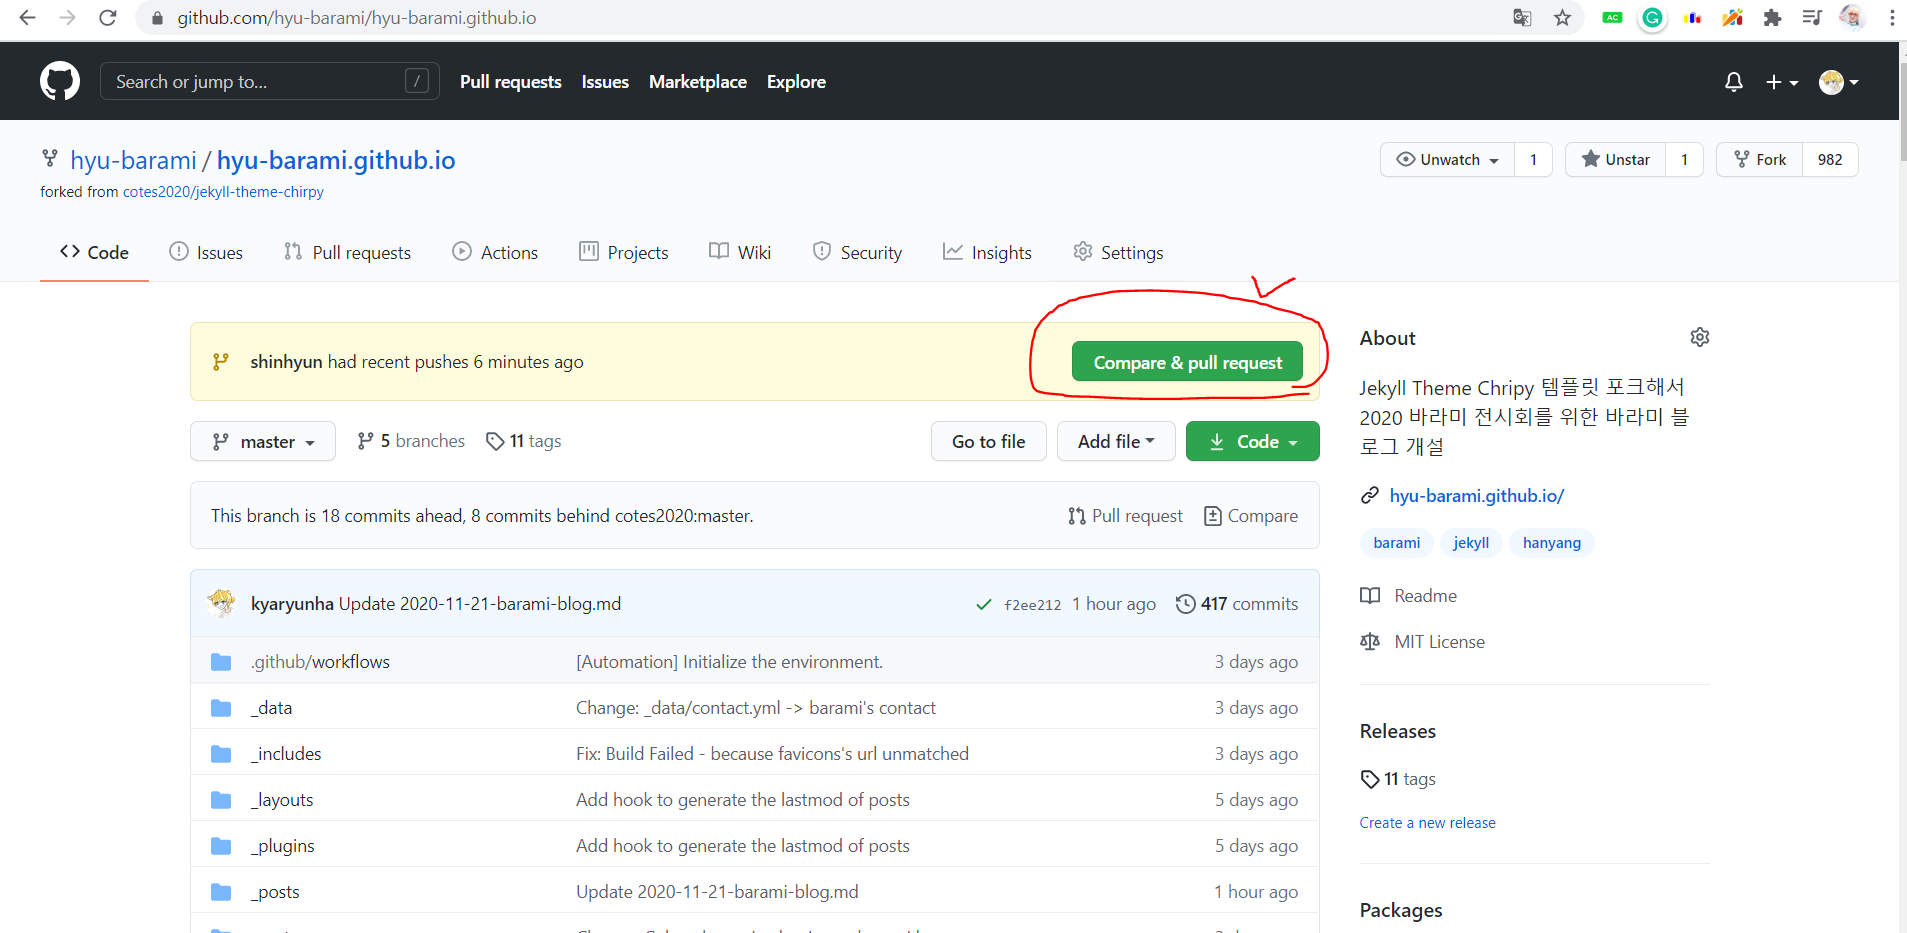 github.com/hyu-barami/hyu-barami.github.io
AC
Search or jump to... /
Pull requests Issues Marketplace Explore
hyu-barami / hyu-barami.github.io
forked from cotes2020/jekyll-theme-chirpy
Unwatch 1 Unstar 1 Fork 982
Code Issues Pull requests Actions Projects Wiki Security Insights Settings
shinhyun had recent pushes 6 minutes ago Compare & pull request
master 5 branches 11 tags Go to file Add file Code
This branch is 18 commits ahead, 8 commits behind cotes2020:master. Pull request Compare
kyaryunha Update 2020-11-21-barami-blog.md f2ee212 1 hour ago 417 commits
.github/workflows [Automation] Initialize the environment. 3 days ago
_data Change: _data/contact.yml -> barami's contact 3 days ago
_includes Fix: Build Failed - because favicons's url unmatched 3 days ago
_layouts Add hook to generate the lastmod of posts 5 days ago
_plugins Add hook to generate the lastmod of posts 5 days ago
_posts Update 2020-11-21-barami-blog.md 1 hour ago
About
Jekyll Theme Chripy 템플릿 포크해서
2020 바라미 전시회를 위한 바라미 블
로그 개설
hyu-barami.github.io/
barami jekyll hanyang
Readme
MIT License
Releases
11 tags
Create a new release
Packages